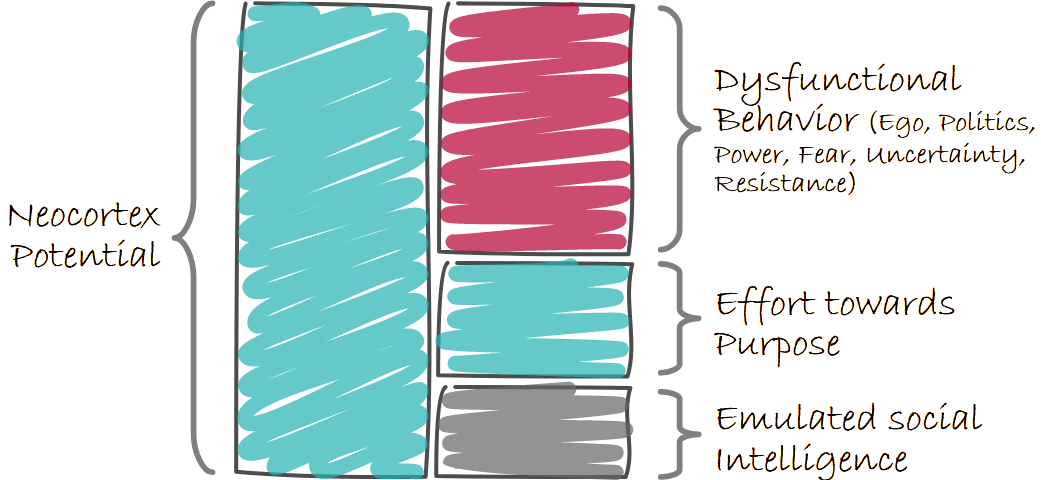 Neocortex
Potential
Dysfunctional
Behavior (Ego, Politics,
Power, Fear, Uncertainty,
Resistance)
Effort towards
Purpose
Emulated social
Intelligence